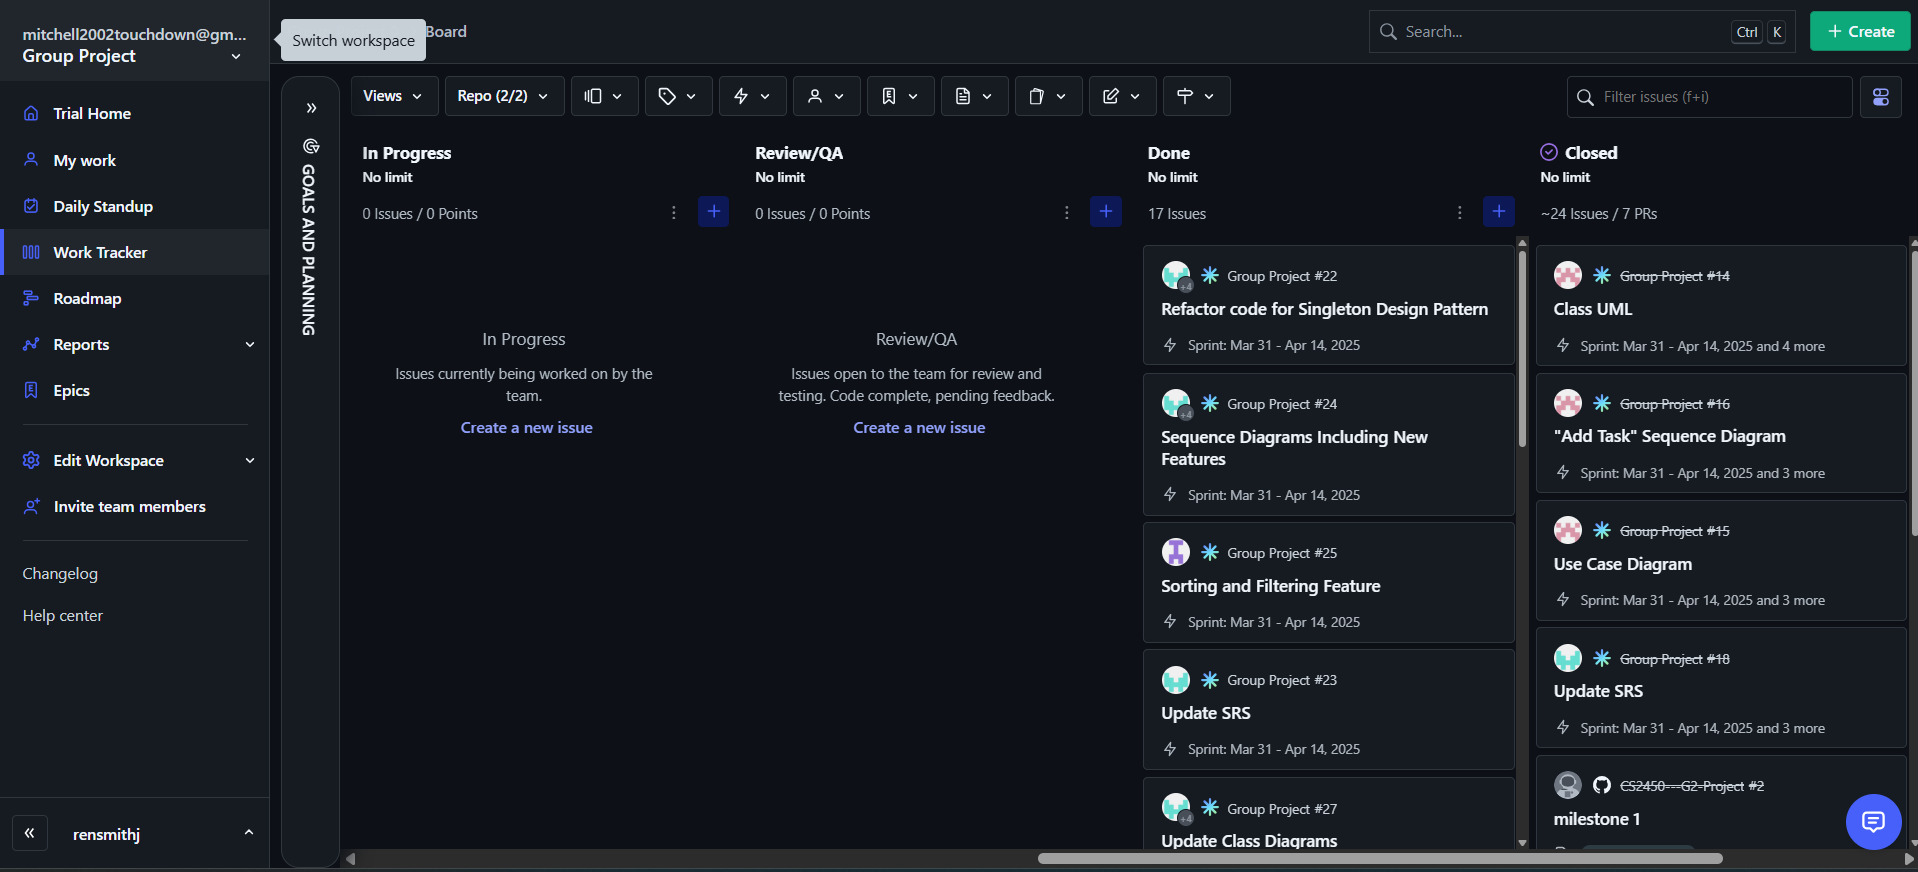 mitchell2002touchdown@gm...
Group Project
Switch workspace
Board
Search...
Ctrl
K
+ Create
Trial Home
My work
Daily Standup
Work Tracker
Roadmap
Reports
Epics
Edit Workspace
Invite team members
Changelog
Help center
rensmithj
GOALS AND PLANNING
Views
Repo (2/2)
Filter issues (f+i)
In Progress
No limit
0 Issues / 0 Points
In Progress
Issues currently being worked on by the
team.
Create a new issue
Review/QA
No limit
0 Issues / 0 Points
Review/QA
Issues open to the team for review and
testing. Code complete, pending feedback.
Create a new issue
Done
No limit
17 Issues
+4
Group Project #22
Refactor code for Singleton Design Pattern
Sprint: Mar 31 - Apr 14, 2025
+4
Group Project #24
Sequence Diagrams Including New
Features
Sprint: Mar 31 - Apr 14, 2025
Group Project #25
Sorting and Filtering Feature
Sprint: Mar 31 - Apr 14, 2025
Group Project #23
Update SRS
Sprint: Mar 31 - Apr 14, 2025
+4
Group Project #27
Update Class Diagrams
Closed
No limit
~24 Issues / 7 PRs
Group Project #14
Class UML
Sprint: Mar 31 - Apr 14, 2025 and 4 more
Group Project #16
"Add Task" Sequence Diagram
Sprint: Mar 31 - Apr 14, 2025 and 3 more
Group Project #15
Use Case Diagram
Sprint: Mar 31 - Apr 14, 2025 and 3 more
Group Project #18
Update SRS
Sprint: Mar 31 - Apr 14, 2025 and 3 more
CS2450---G2-Project #2
milestone 1